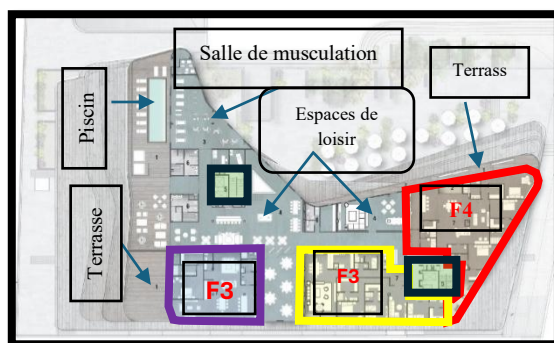 Salle de musculation
Terrass
Piscin
Espaces de
loisir
Terrasse
F4
F3
F3